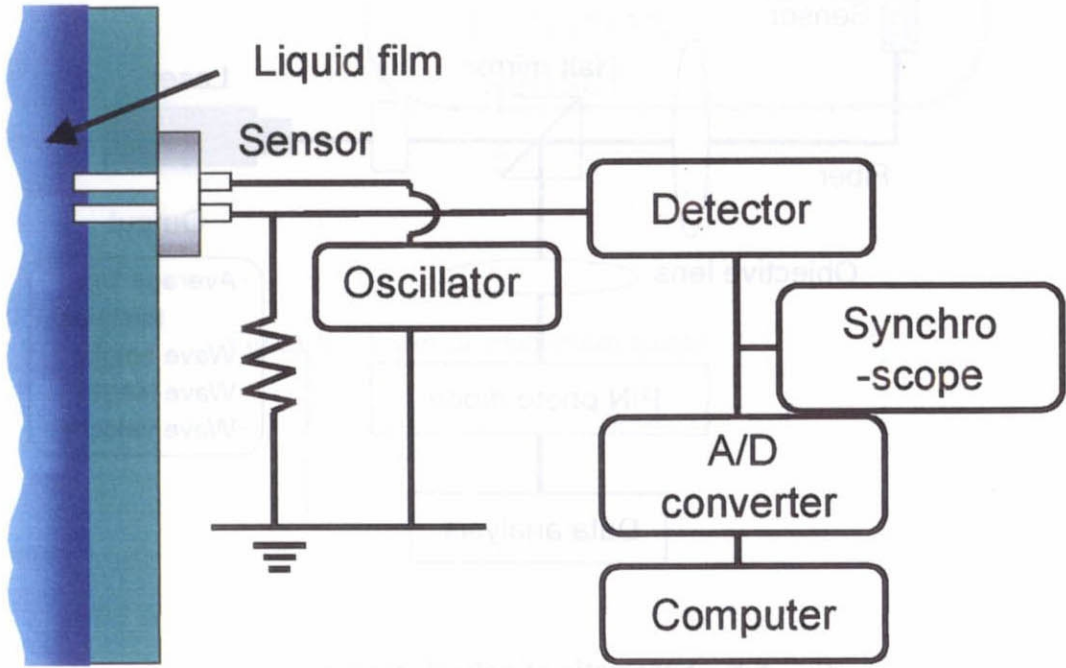 Liquid film
Sensor
Detector
Oscillator
Synchro
-scope
A/D
converter
Computer